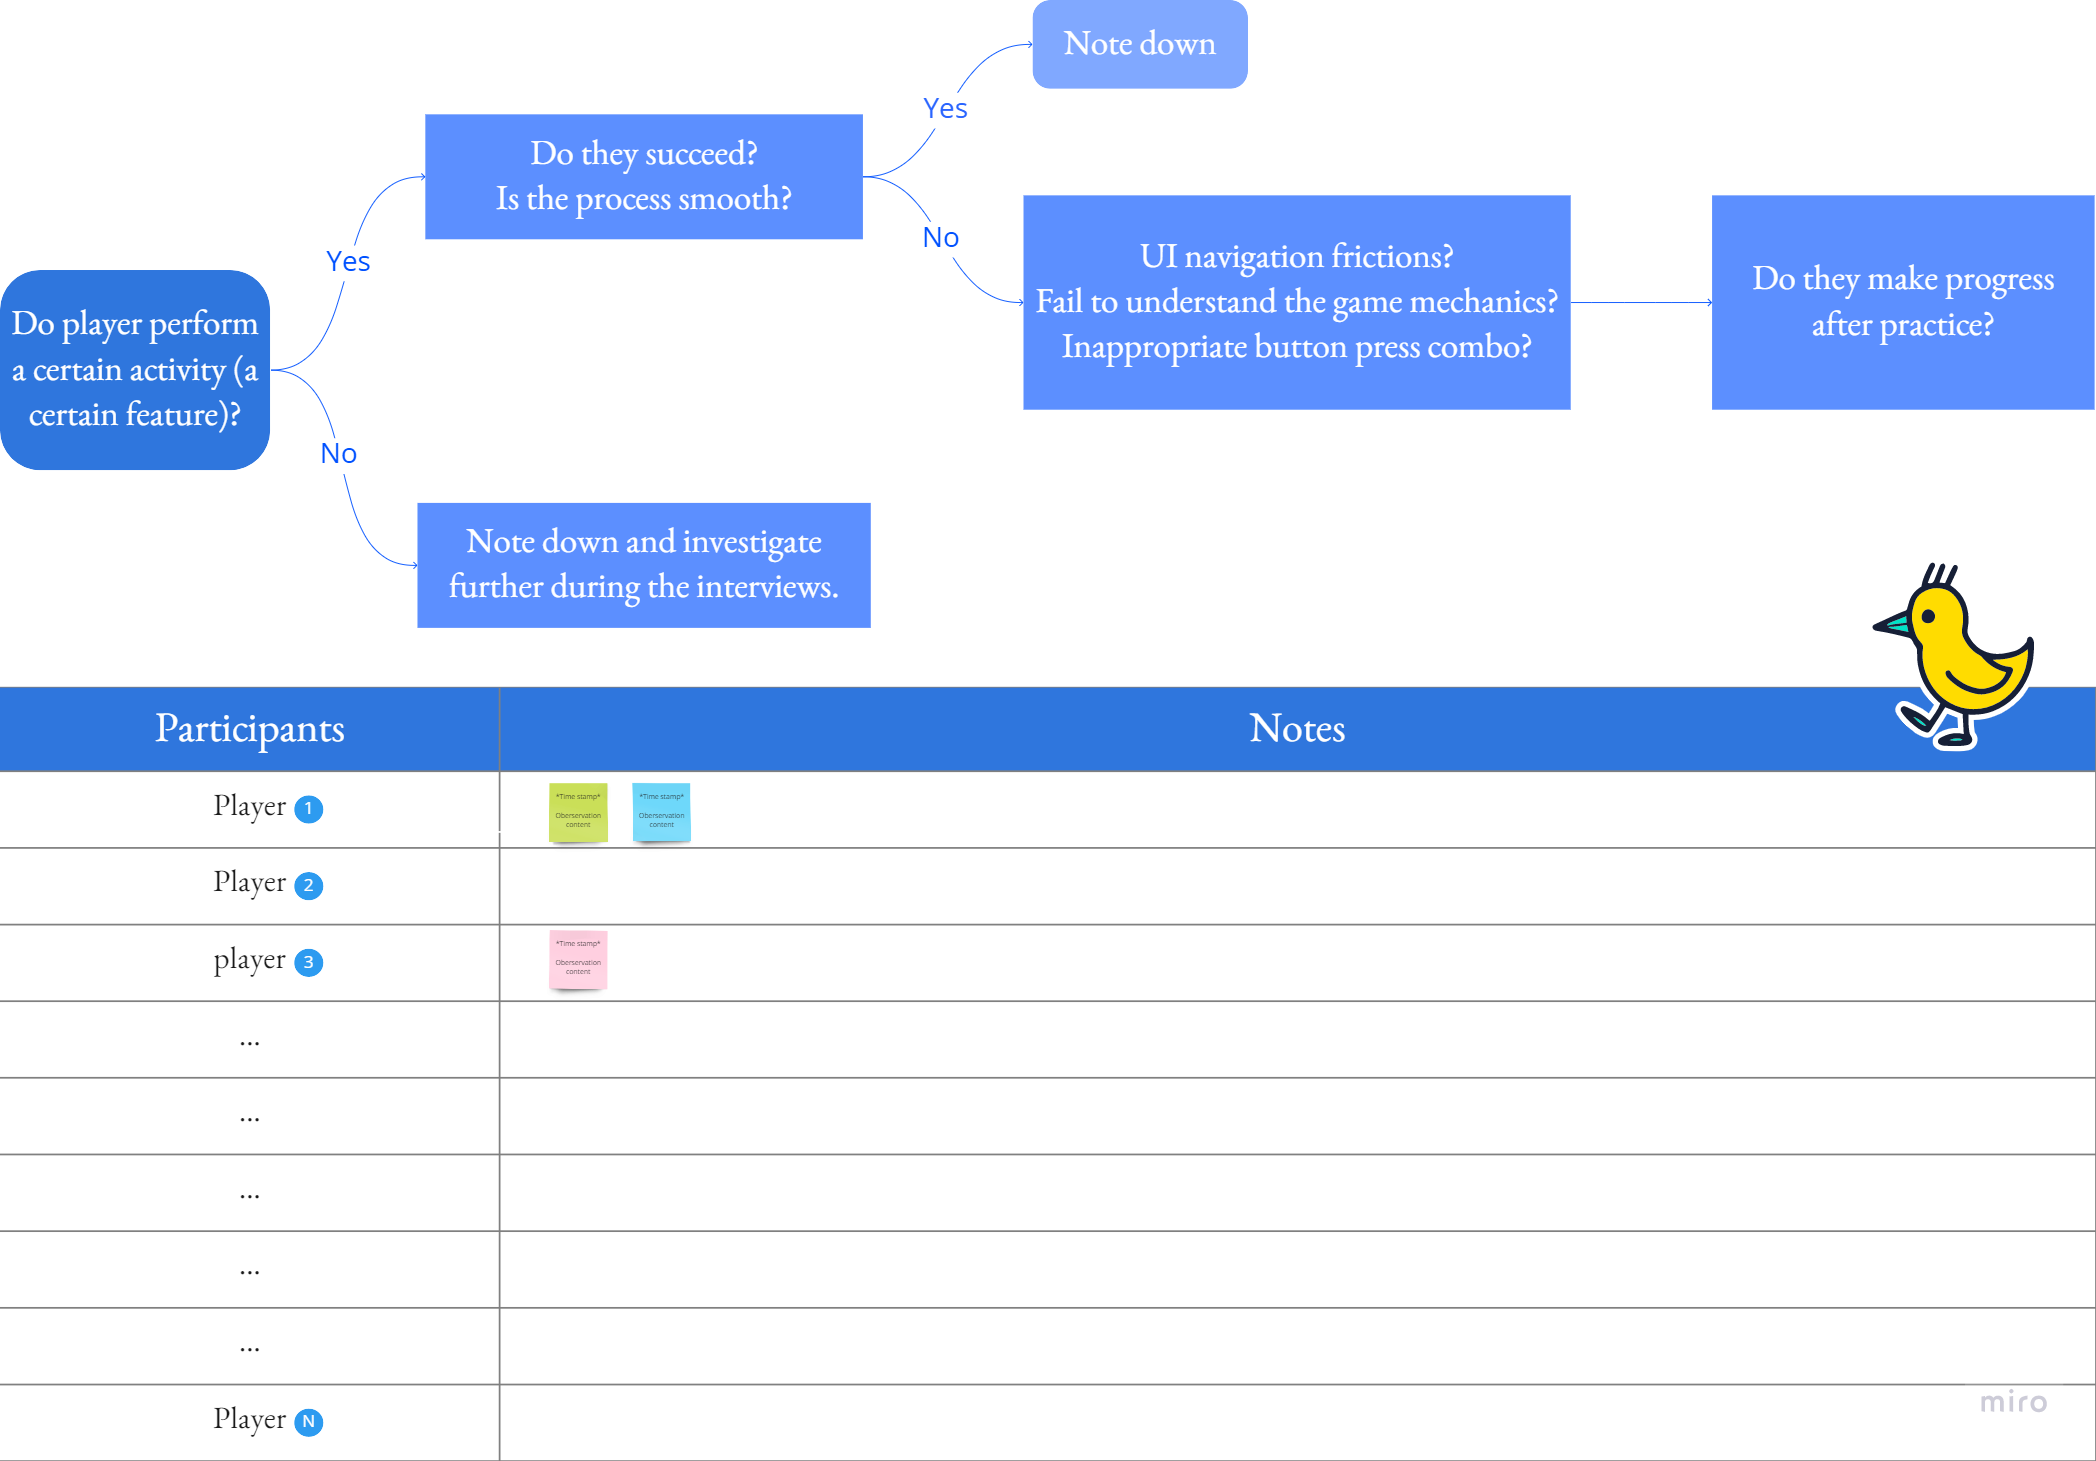 Note down
Yes
Do they succeed?
Is the process smooth?
No
UI navigation frictions?
Fail to understand the game mechanics?
Inappropriate button press combo?
Do they make progress
after practice?
Yes
Do player perform
a certain activity (a
certain feature)?
No
Note down and investigate
further during the interviews.
Participants
Notes
Player 1
*Time stamp*
Oberservation
content
*Time stamp*
Oberservation
content
Player 2
player 3
*Time stamp*
Oberservation
content
...
...
...
...
...
Player N
miro